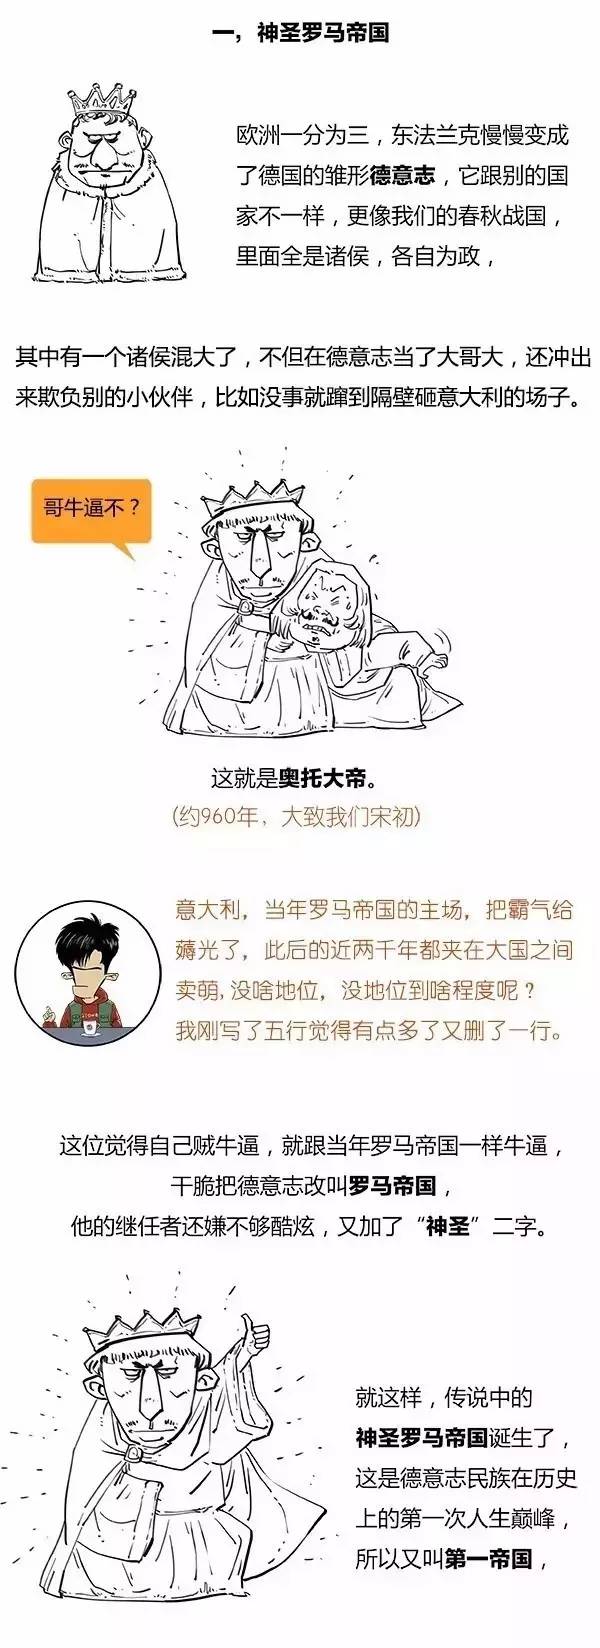 一，神圣罗马帝国
欧洲一分为三，东法兰克慢慢变成
了德国的雏形德意志，它跟别的国
家不一样，更像我们的春秋战国，
里面全是诸侯，各自为政，
其中有一个诸侯混大了，不但在德意志当了大哥大，还冲出
来欺负别的小伙伴，比如没事就蹿到隔壁砸意大利的场子。
哥牛逼不？
这就是奥托大帝。
(约960年，大致我们宋初)
意大利，当年罗马帝国的主场，把霸气给
薅光了，此后的近两千年都夹在大国之间
卖萌,没啥地位，没地位到啥程度呢？
我刚写了五行觉得有点多了又删了一行。
这位觉得自己贼牛逼，就跟当年罗马帝国一样牛逼，
干脆把德意志改叫罗马帝国，
他的继任者还嫌不够酷炫，又加了“神圣”二字。
就这样，传说中的
神圣罗马帝国诞生了，
这是德意志民族在历史
上的第一次人生巅峰，
所以又叫第一帝国，